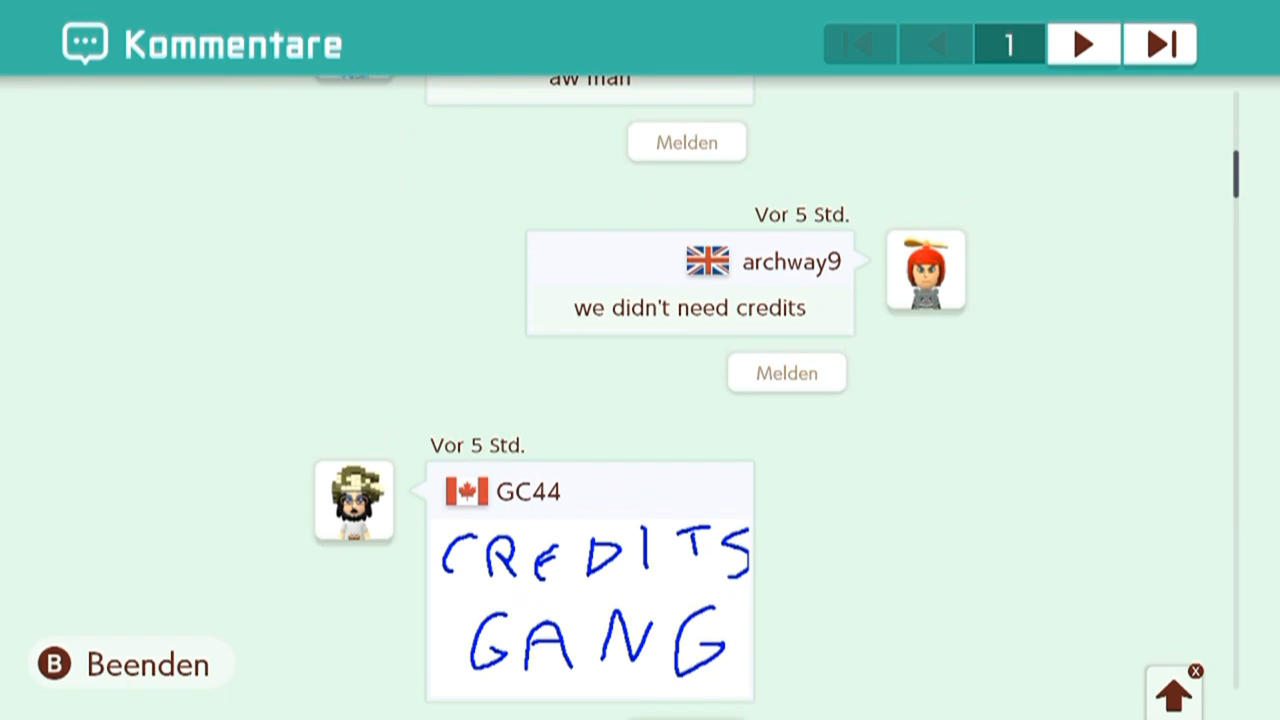 Kommentare
1
aw man
Melden
Vor 5 Std.
archway9
we didn't need credits
Melden
Vor 5 Std.
GC44
CREDITS
GANG
B Beenden
X